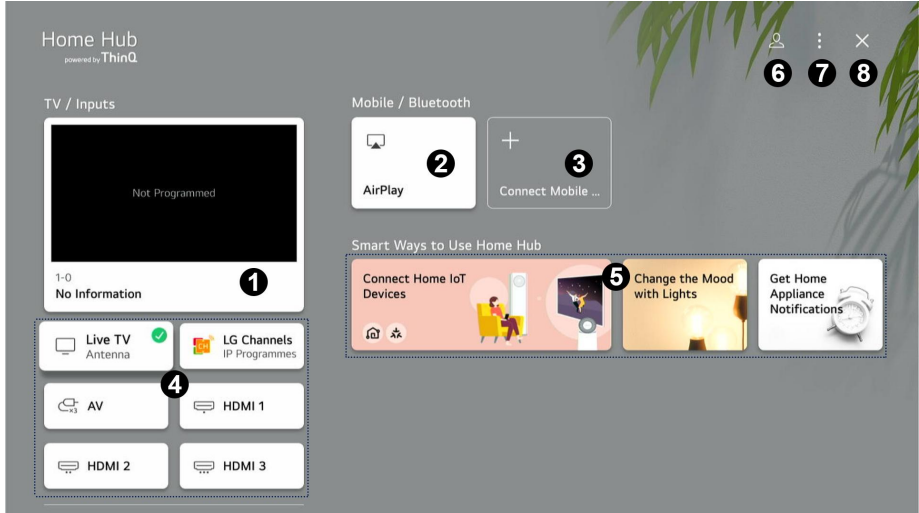 Home Hub
powered by ThinQ
6
7
8
TV / Inputs
Not Programmed
1-0
No Information
1
Live TV
Antenna
LG Channels
IP Programmes
CH
4
AV
x3
HDMI 1
HDMI 2
HDMI 3
Mobile / Bluetooth
AirPlay
2
Connect Mobile ...
3
Smart Ways to Use Home Hub
Connect Home IoT
Devices
5
Change the Mood
with Lights
Get Home
Appliance
Notifications